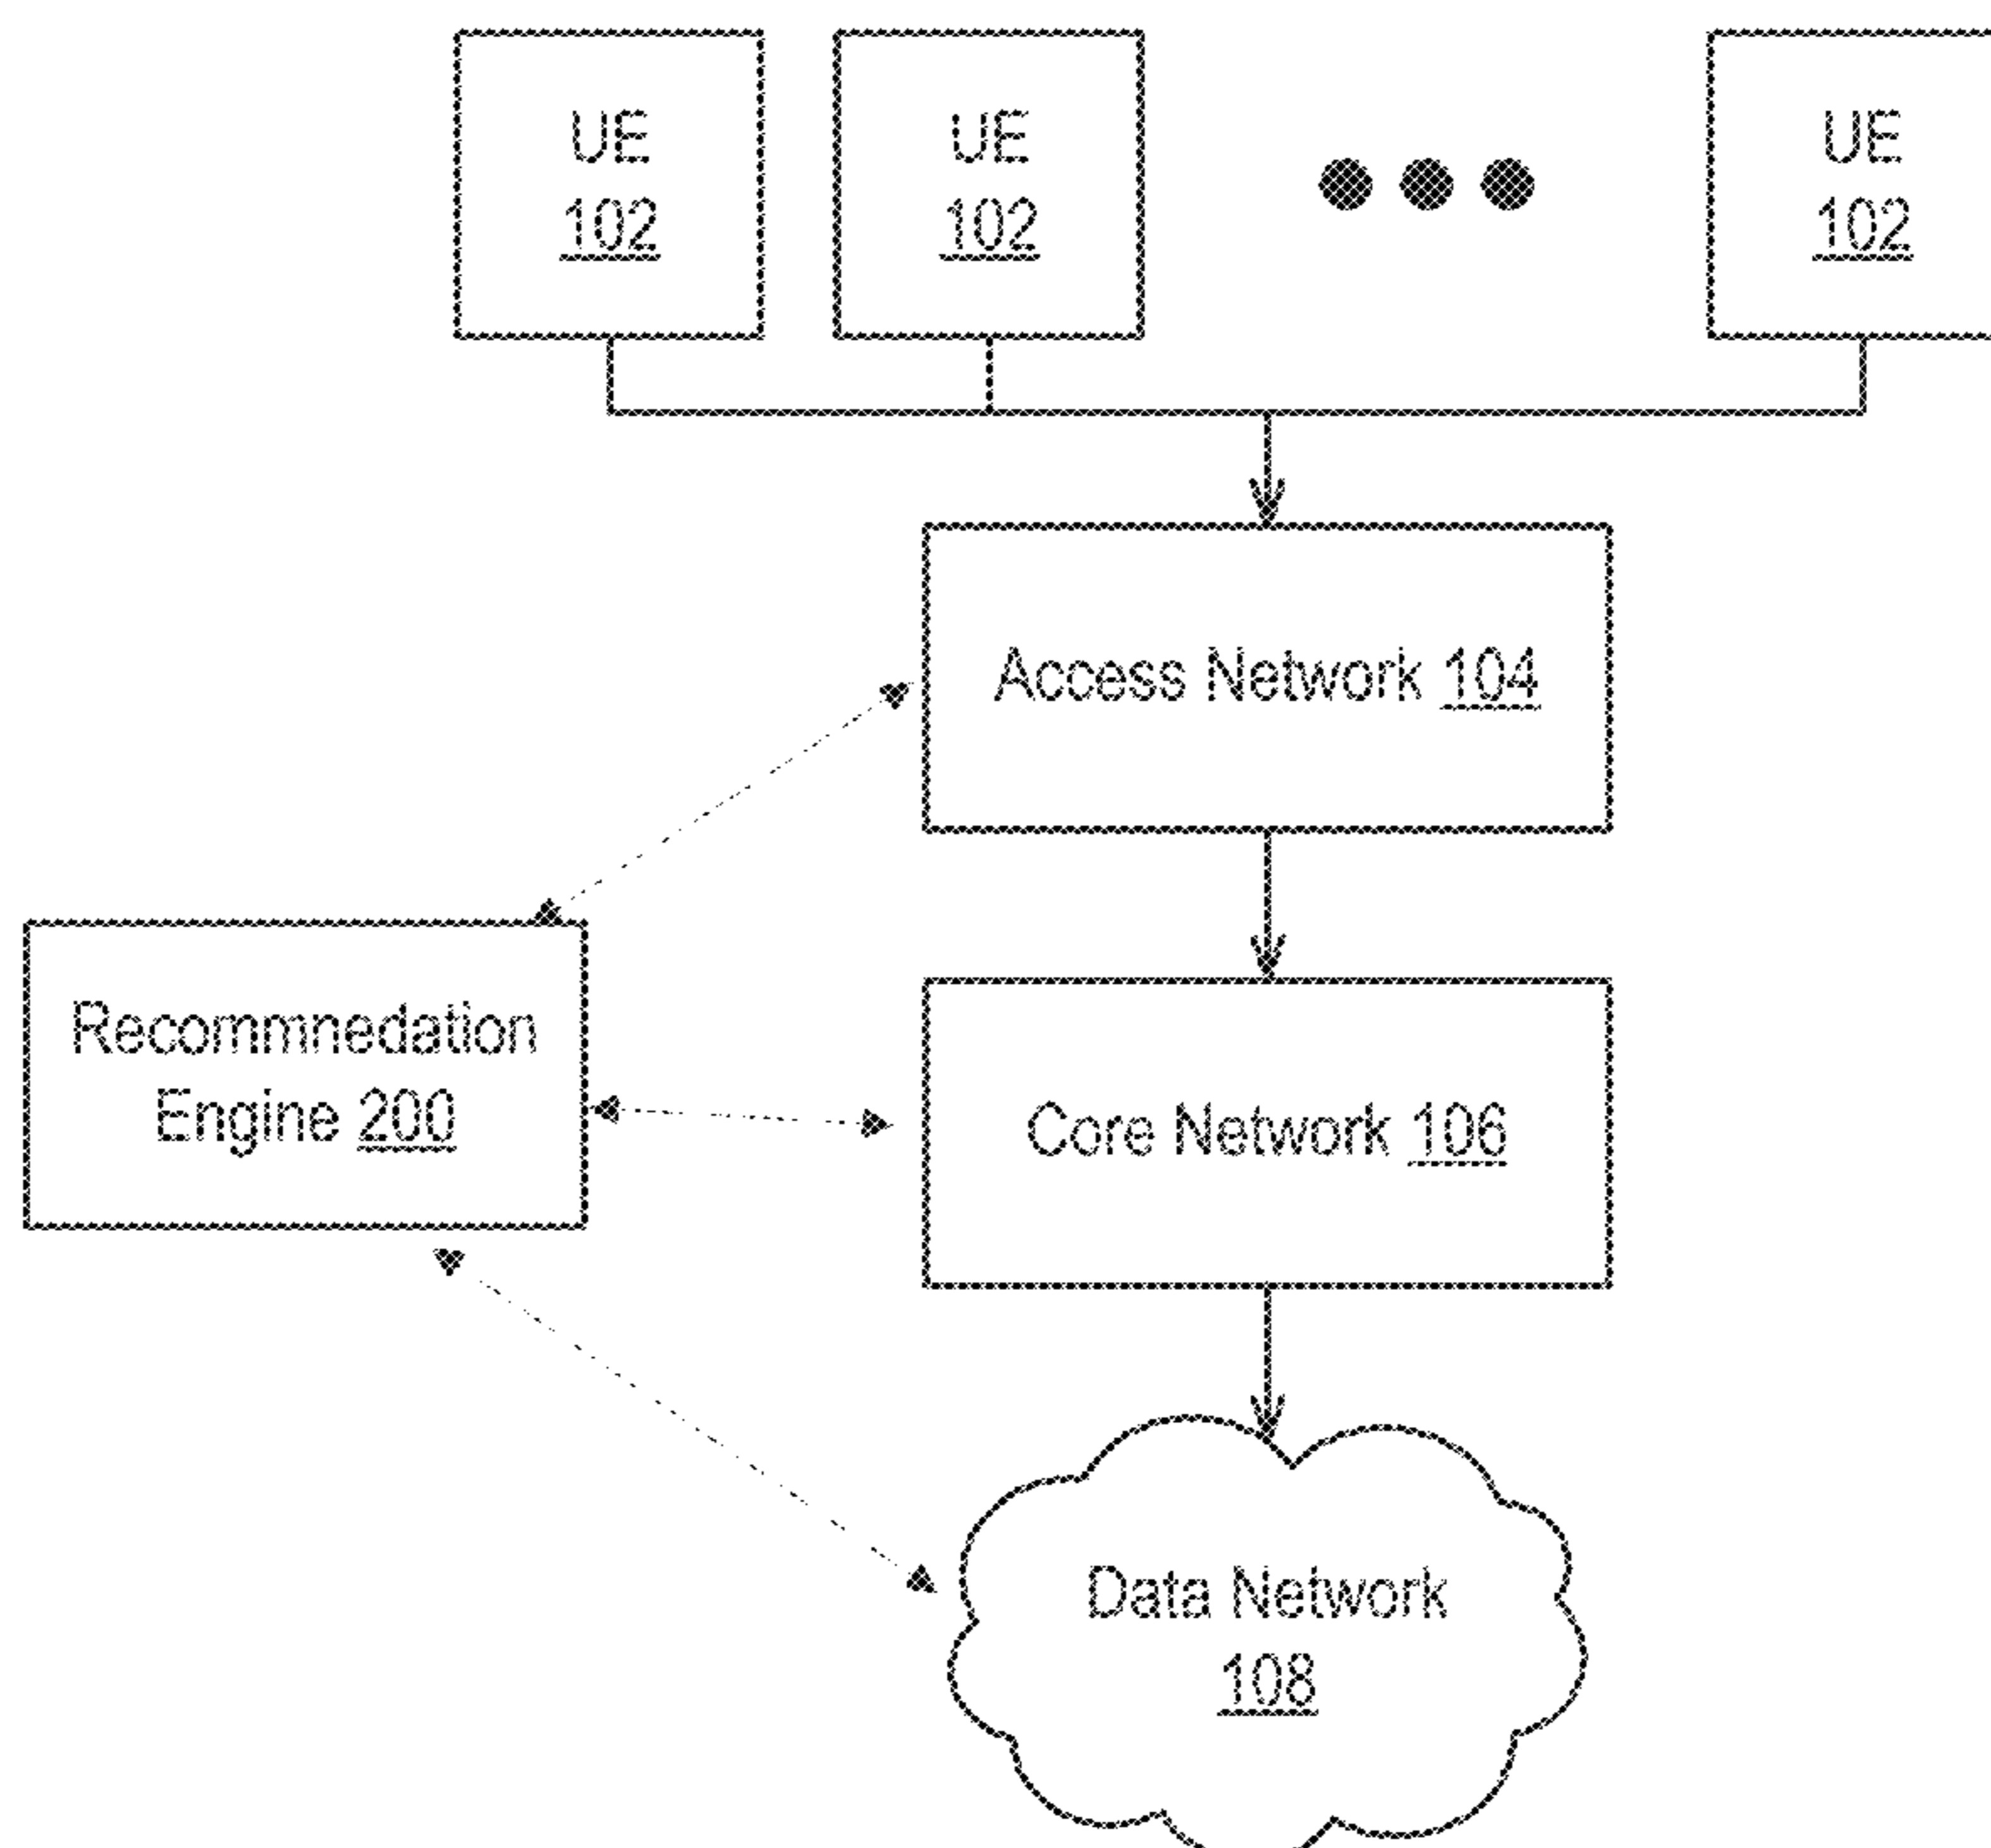 UE
102
UE
102
UE
102
Access Network 104
Recommnedation
Engine 200
Core Network 106
Data Network
108